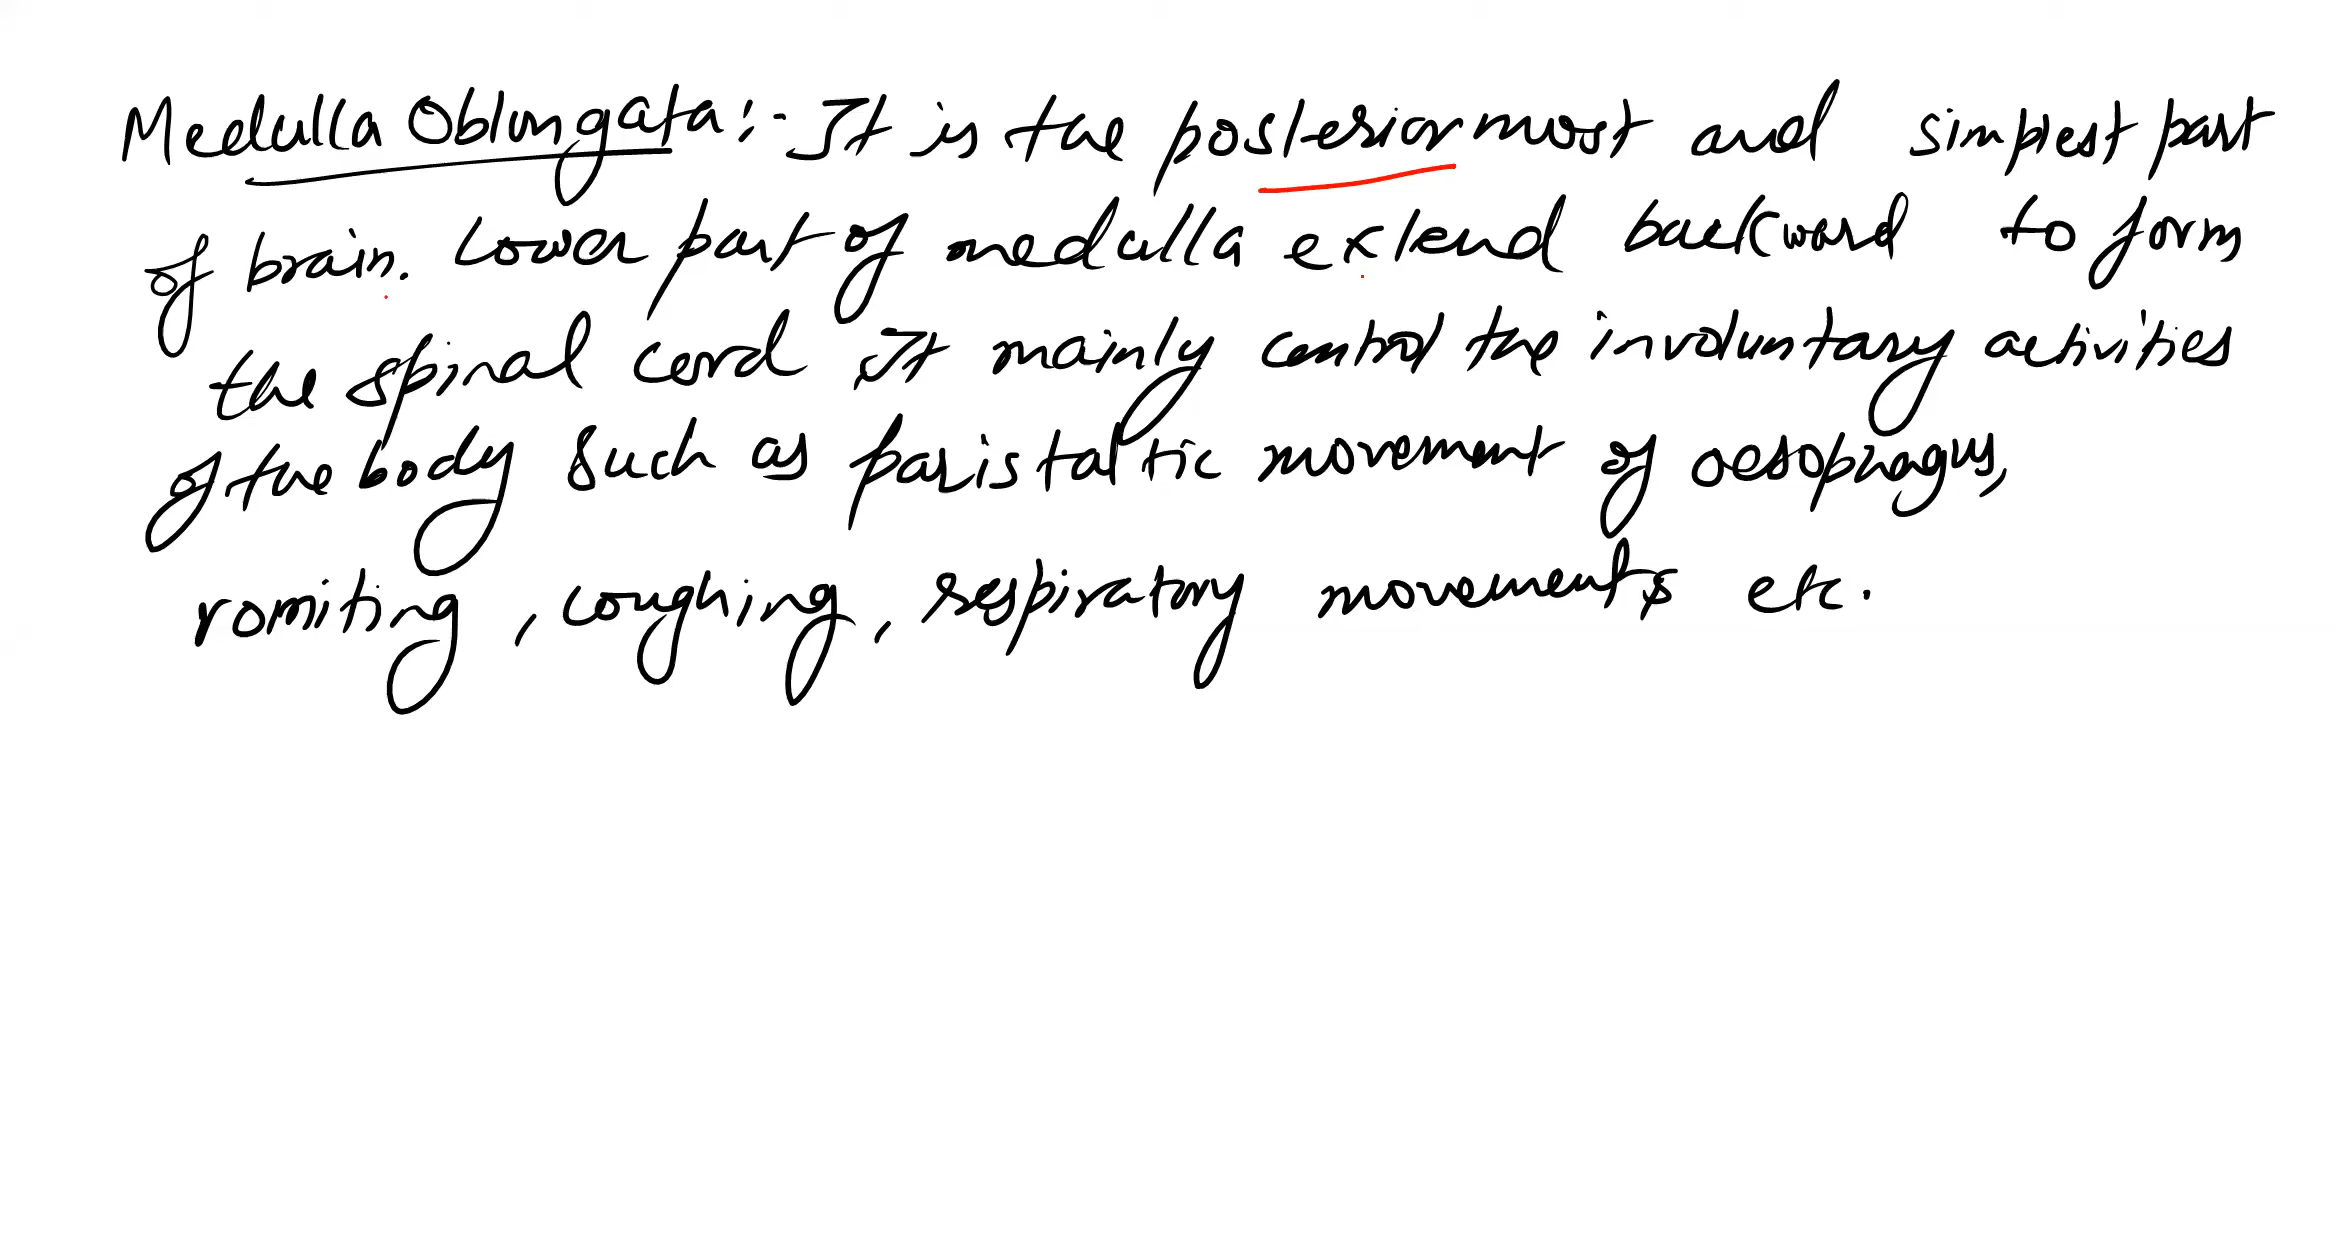 Medulla Oblongata:- It is the posteriormost and simplest part
of brain. Lower part of medulla extend backward to form
the spinal cord. It mainly control the involuntary activities
of the body such as paristaltic movement of oesophagus,
vomiting, coughing, respiratory movements etc.